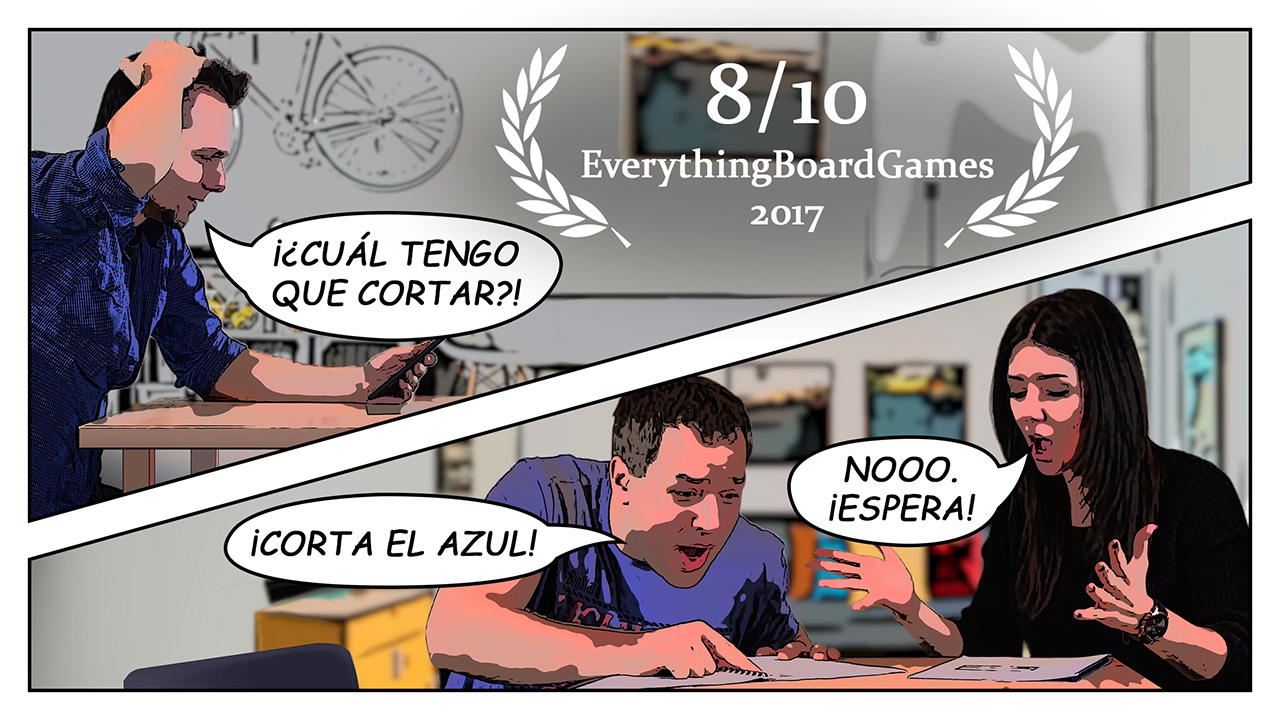 8/10
EverythingBoardGames
2017
¡¿CUÁL TENGO
QUE CORTAR?!
¡CORTA EL AZUL!
NOOO.
¡ESPERA!